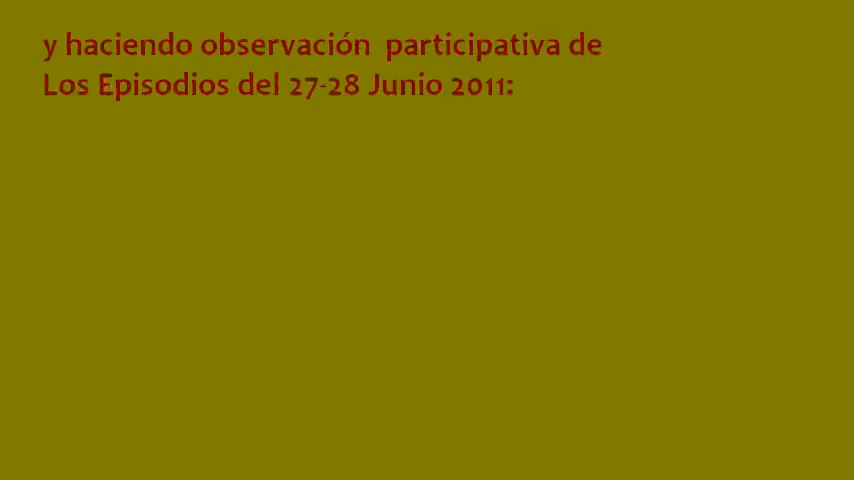 y haciendo observación  participativa de
Los Episodios del 27-28 Junio 2011: